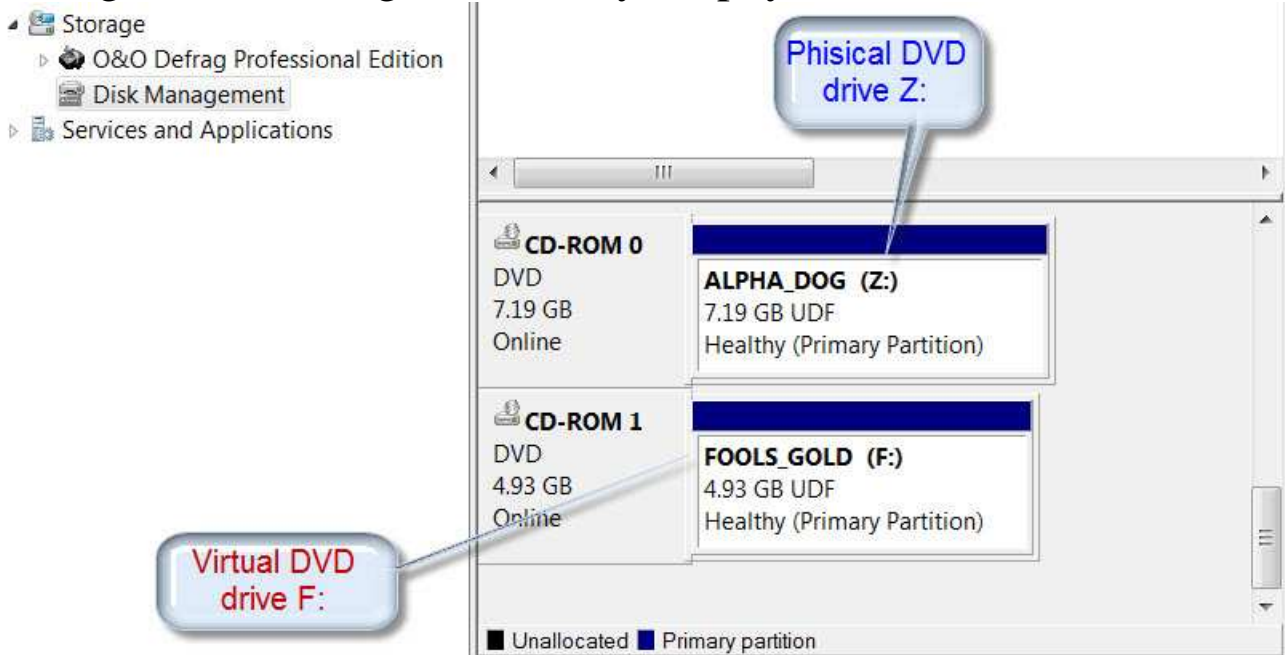 Storage
O&O Defrag Professional Edition
Disk Management
Services and Applications
Phisical DVD
drive Z:
CD-ROM 0
DVD
7.19 GB
Online
ALPHA_DOG (Z:)
7.19 GB UDF
Healthy (Primary Partition)
CD-ROM 1
DVD
4.93 GB
Online
FOOLS_GOLD (F:)
4.93 GB UDF
Healthy (Primary Partition)
Virtual DVD
drive F:
Unallocated Primary partition